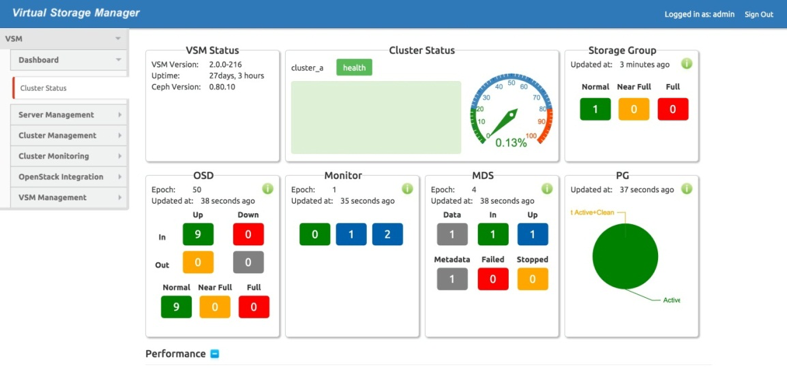 Virtual Storage Manager
Logged in as: admin Sign Out
VSM
Dashboard
Cluster Status
Server Management
Cluster Management
Cluster Monitoring
OpenStack Integration
VSM Management
VSM Status
VSM Version: 2.0.0-216
Uptime: 27days, 3 hours
Ceph Version: 0.80.10
Cluster Status
cluster_a health
0 10 20 30 40 50 60 70 80 90 100
0.13%
Storage Group
Updated at: 3 minutes ago
Normal Near Full Full
1 0 0
OSD
Epoch: 50
Updated at: 38 seconds ago
Up Down
In 9 0
Out 0 0
Normal Near Full Full
9 0 0
Monitor
Epoch: 1
Updated at: 35 seconds ago
0 1 2
MDS
Epoch: 4
Updated at: 38 seconds ago
Data In Up
1 1 1
Metadata Failed Stopped
1 0 0
PG
Updated at: 37 seconds ago
t Active+Clean
Active
Performance